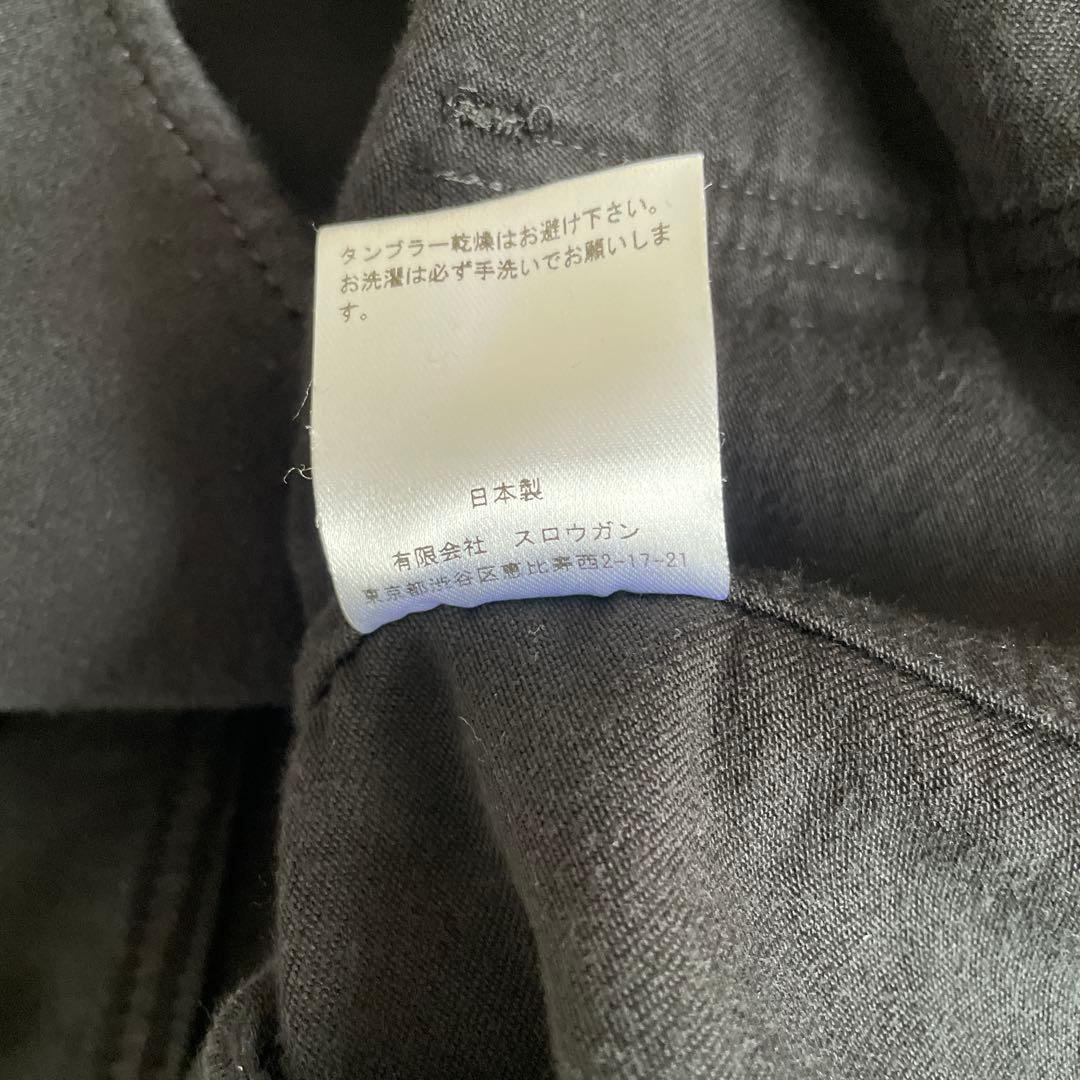 タンブラー乾燥はお避け下さい。
お洗濯は必ず手洗いでお願いしま
す。
日本製
有限会社 スロウガン
東京都渋谷区恵比寿西2-17-21